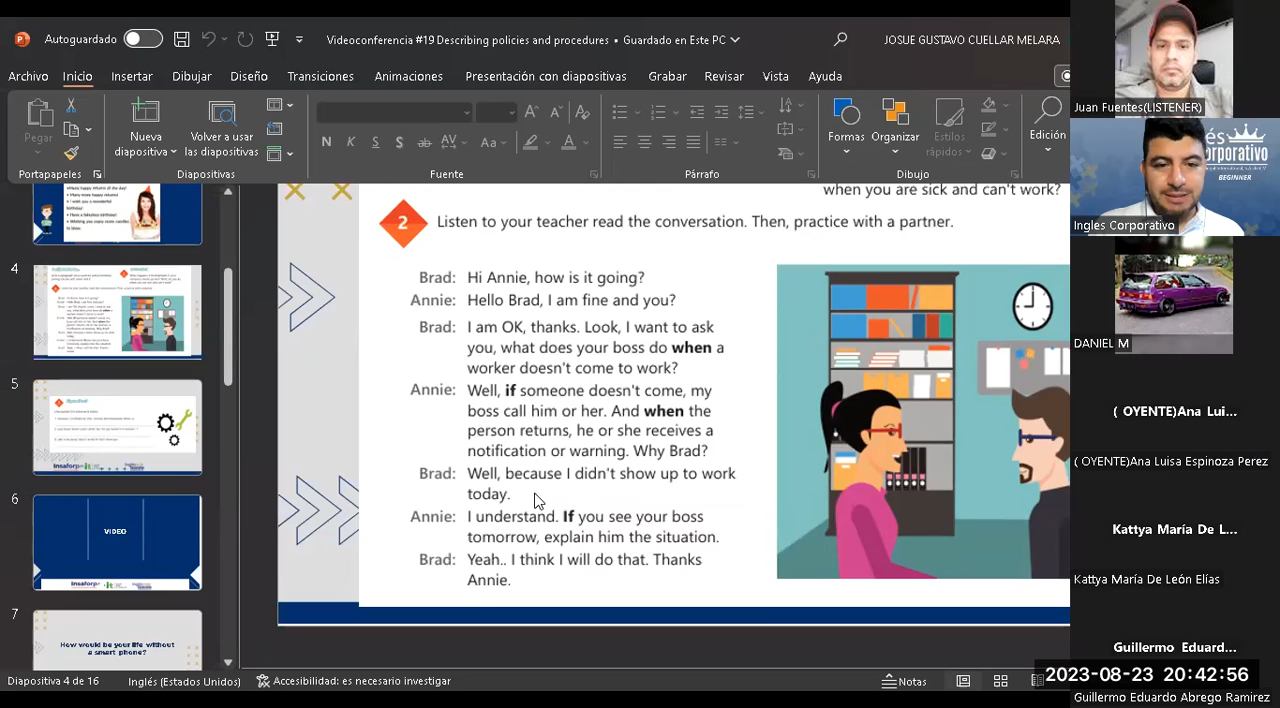 Autoguardado
Videoconferencia #19 Describing policies and procedures • Guardado en Este PC
JOSUE GUSTAVO CUELLAR MELARA
Archivo Inicio Insertar Dibujar Diseño Transiciones Animaciones Presentación con diapositivas Grabar Revisar Vista Ayuda
Pegar
Nueva
diapositiva
Volver a usar
las diapositivas
N K S S ab AV Aa A
Formas
Organizar
Estilos
rápidos
Edición
Portapapeles
Diapositivas
Fuente
Párrafo
Dibujo
when you are sick and can't work?
2 Listen to your teacher read the conversation. Then, practice with a partner.
Brad: Hi Annie, how is it going?
Annie: Hello Brad, I am fine and you?
Brad: I am OK, thanks. Look, I want to ask
you, what does your boss do when a
worker doesn't come to work?
Annie: Well, if someone doesn't come, my
boss call him or her. And when the
person returns, he or she receives a
notification or warning. Why Brad?
Brad: Well, because I didn't show up to work
today.
Annie: I understand. If you see your boss
tomorrow, explain him the situation.
Brad: Yeah.. I think I will do that. Thanks
Annie.
4
5
6
VIDEO
7
How would be your life without
a smart phone?
Diapositiva 4 de 16
Inglés (Estados Unidos)
Accesibilidad: es necesario investigar
Notas
Juan Fuentes(LISTENER)
és
Corporativo
BEGINNER
Ingles Corporativo
DANIEL M
( OYENTE)Ana Lui...
( OYENTE)Ana Luisa Espinoza Perez
Kattya María De L...
Kattya María De León Elías
Guillermo Eduard...
2023-08-23 20:42:56
Guillermo Eduardo Abrego Ramirez